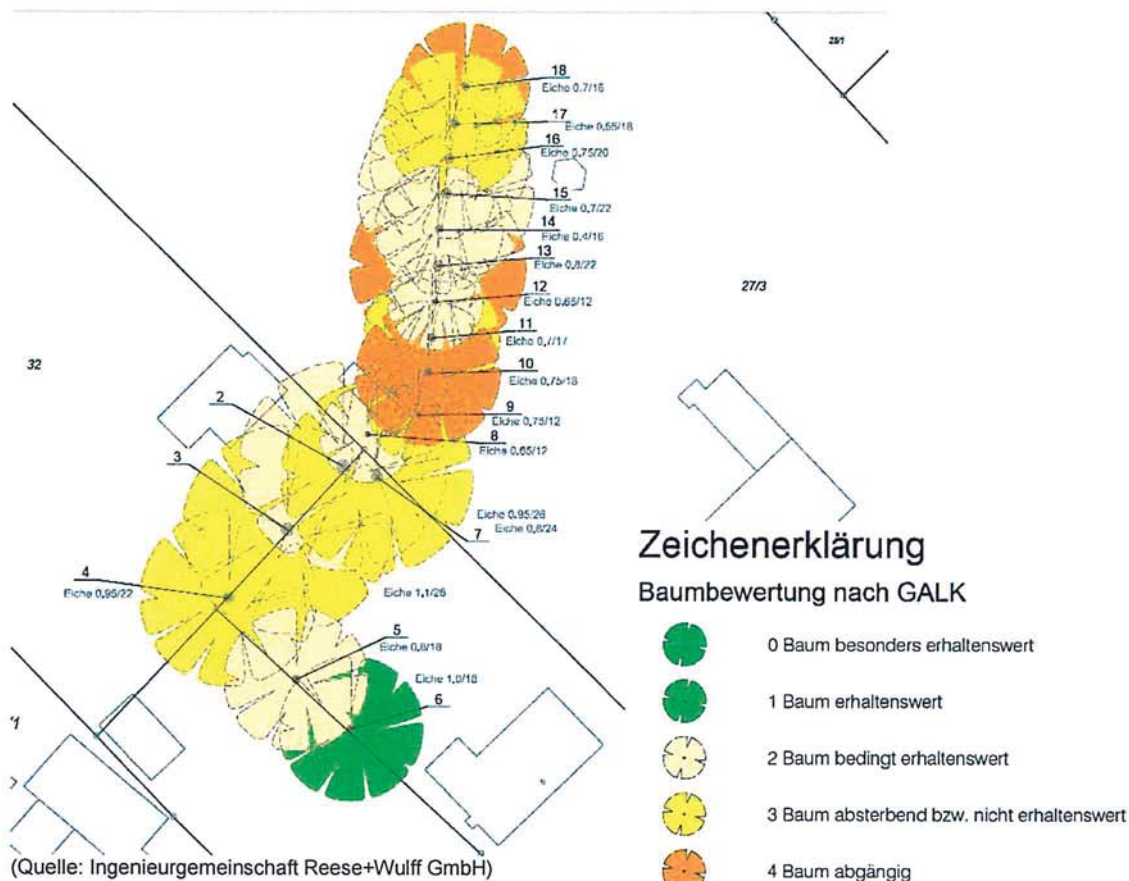 28/1
18
Eiche 0.7/16
17
Eiche 0.55/18
16
Eiche 0.75/20
15
Eiche 0.7/22
14
Eiche 0.4/16
13
Eiche 0.8/22
27/3
12
Eiche 0.65/12
11
Eiche 0.7/17
32
10
Eiche 0.75/18
2
9
Eiche 0.75/12
8
Eiche 0.65/12
3
Eiche 0.95/26
Eiche 0.8/24
7
4
Eiche 0.95/22
Eiche 1.1/26
5
Eiche 0.8/18
Eiche 1.0/18
6
Zeichenerklärung
Baumbewertung nach GALK
0 Baum besonders erhaltenswert
1 Baum erhaltenswert
2 Baum bedingt erhaltenswert
3 Baum absterbend bzw. nicht erhaltenswert
4 Baum abgängig
(Quelle: Ingenieurgemeinschaft Reese+Wulff GmbH)